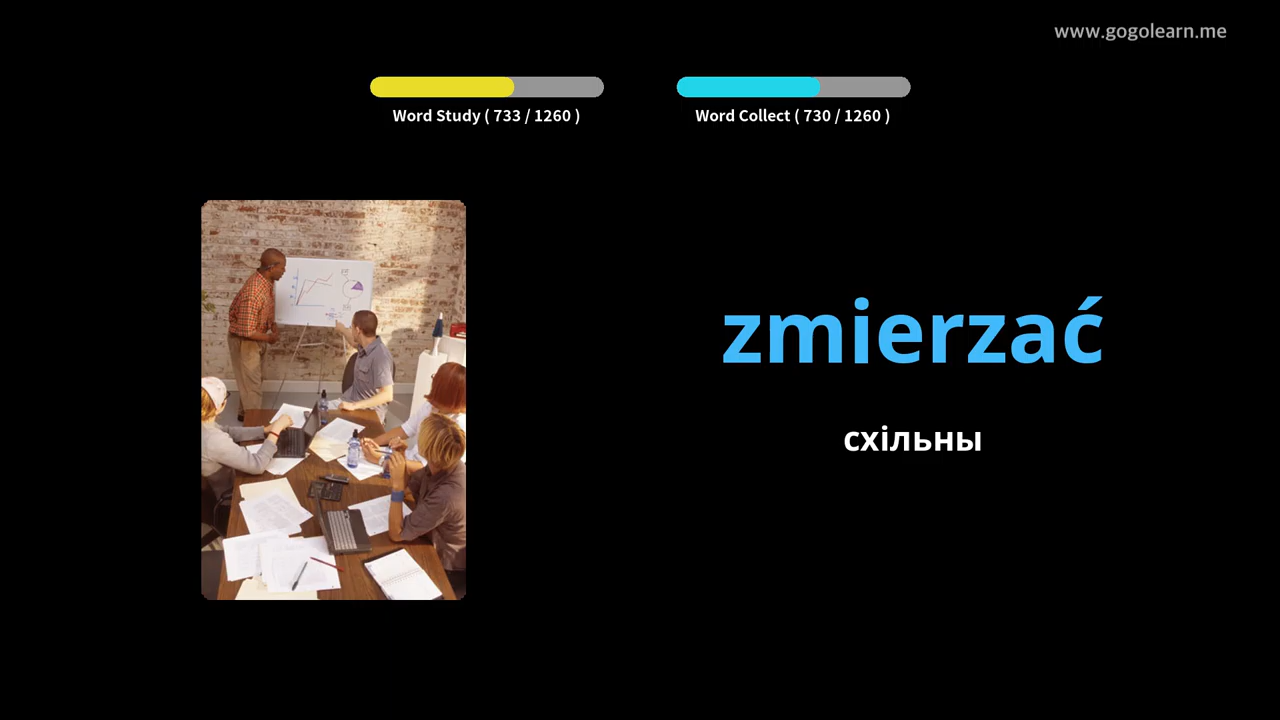 www.gogolearn.me
Word Study ( 733 / 1260 )
Word Collect ( 730 / 1260 )
zmierzać
схільны